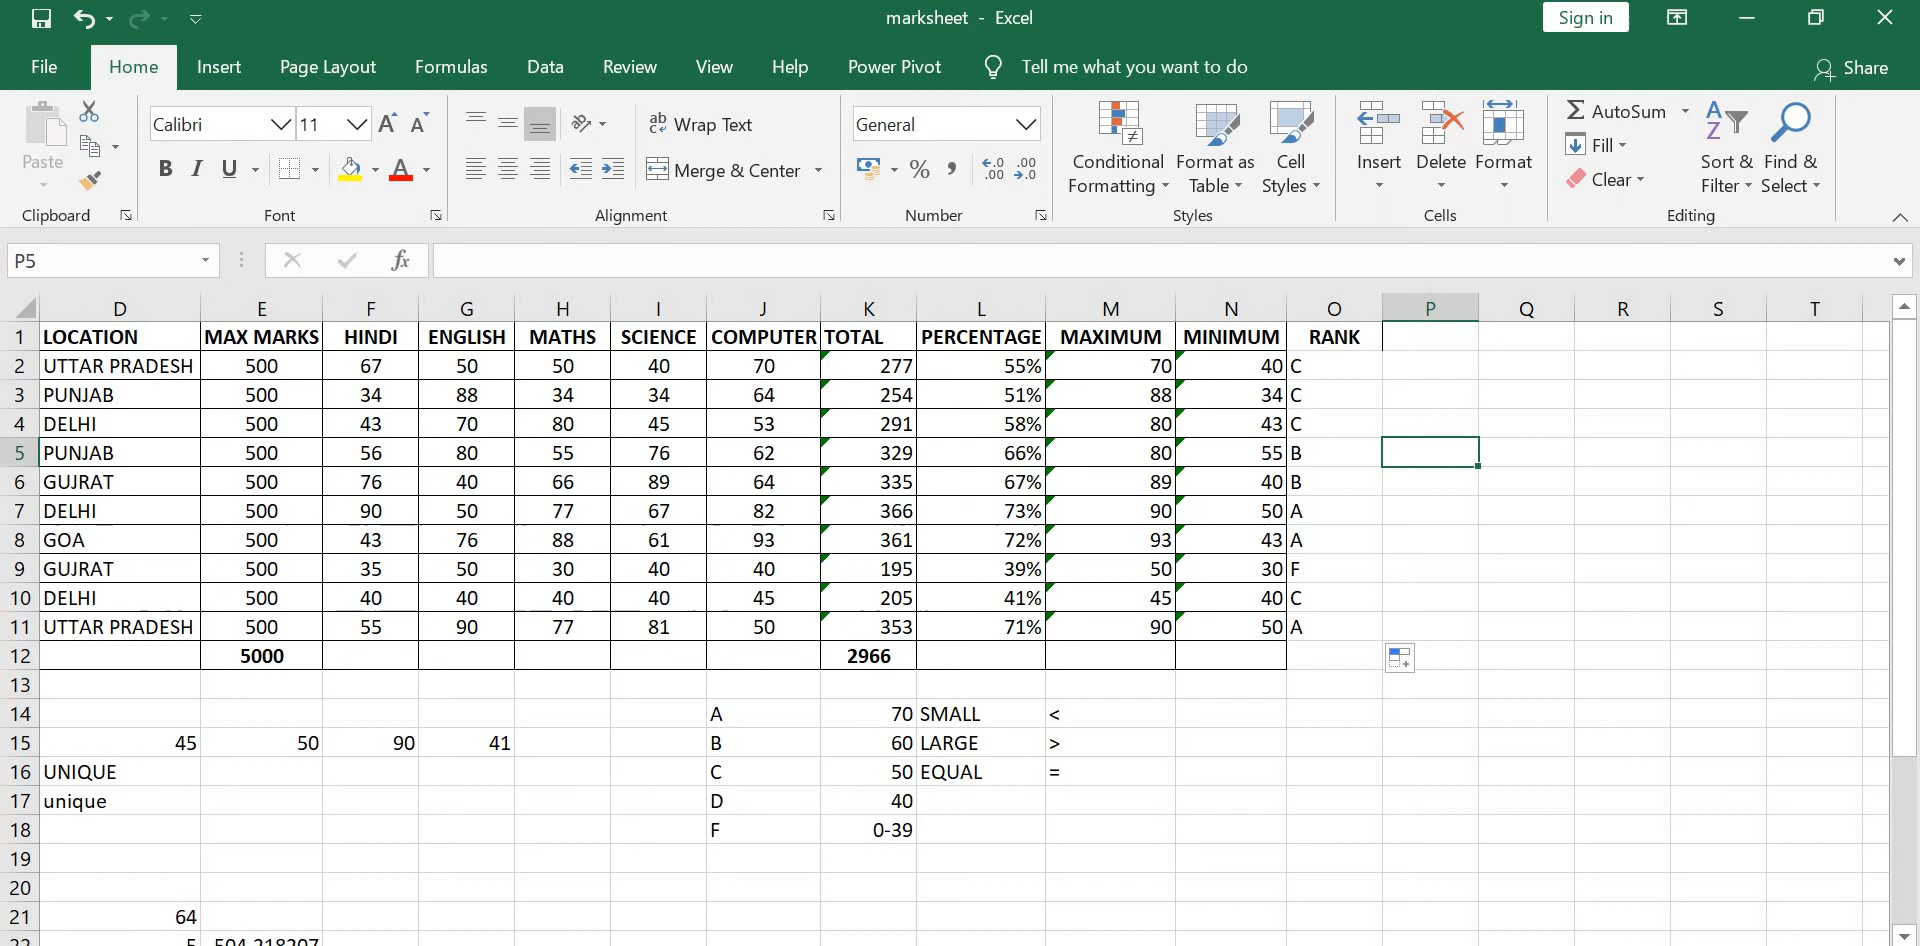 marksheet - Excel
Sign in
File Home Insert Page Layout Formulas Data Review View Help Power Pivot Tell me what you want to do Share
Paste
Calibri 11 A A
Wrap Text
General
Conditional Formatting
Format as Table
Cell Styles
Insert Delete Format
AutoSum
Fill
Clear
Sort & Filter
Find & Select
B I U A
Merge & Center
% ,
Clipboard Font Alignment Number Styles Cells Editing
P5 fx
D E F G H I J K L M N O P Q R S T
1 LOCATION MAX MARKS HINDI ENGLISH MATHS SCIENCE COMPUTER TOTAL PERCENTAGE MAXIMUM MINIMUM RANK
2 UTTAR PRADESH 500 67 50 50 40 70 277 55% 70 40 C
3 PUNJAB 500 34 88 34 34 64 254 51% 88 34 C
4 DELHI 500 43 70 80 45 53 291 58% 80 43 C
5 PUNJAB 500 56 80 55 76 62 329 66% 80 55 B
6 GUJRAT 500 76 40 66 89 64 335 67% 89 40 B
7 DELHI 500 90 50 77 67 82 366 73% 90 50 A
8 GOA 500 43 76 88 61 93 361 72% 93 43 A
9 GUJRAT 500 35 50 30 40 40 195 39% 50 30 F
10 DELHI 500 40 40 40 40 45 205 41% 45 40 C
11 UTTAR PRADESH 500 55 90 77 81 50 353 71% 90 50 A
12 5000 2966
13
14 A 70 SMALL <
15 45 50 90 41 B 60 LARGE >
16 UNIQUE C 50 EQUAL =
17 unique D 40
18 F 0-39
19
20
21 64